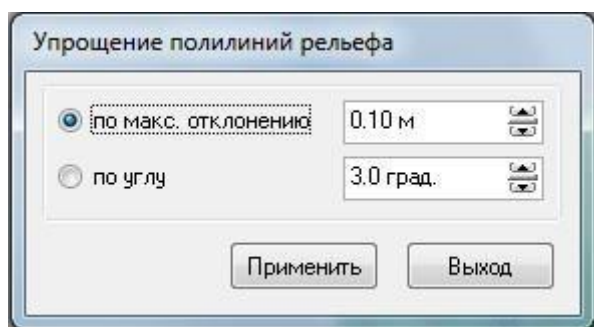 Упрощение полилиний рельефа
по макс. отклонению 0.10 м
по углу 3.0 град.
Применить Выход